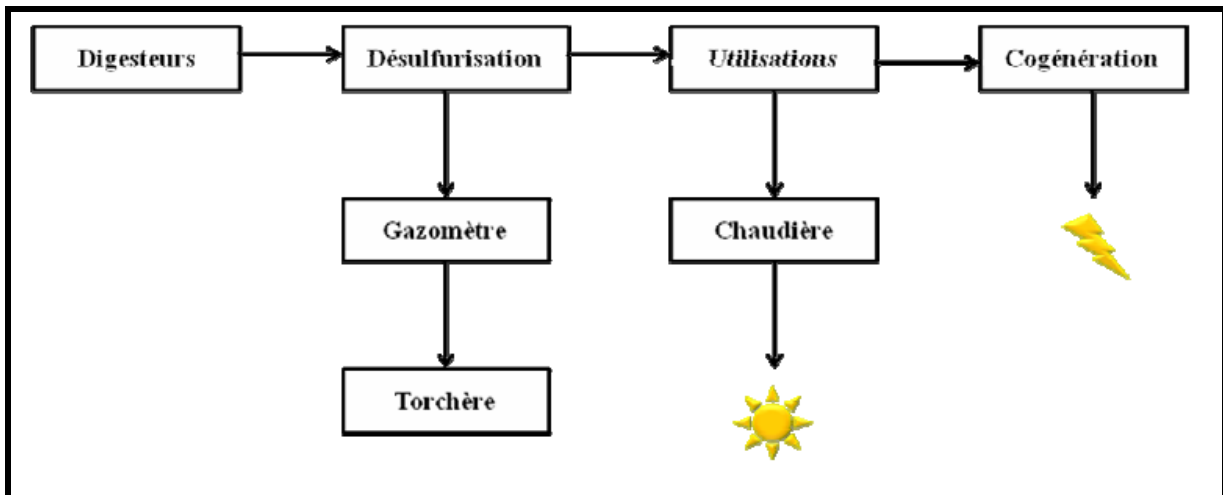 Digesteurs
Désulfurisation
Utilisations
Cogénération
Gazomètre
Chaudière
Torchère